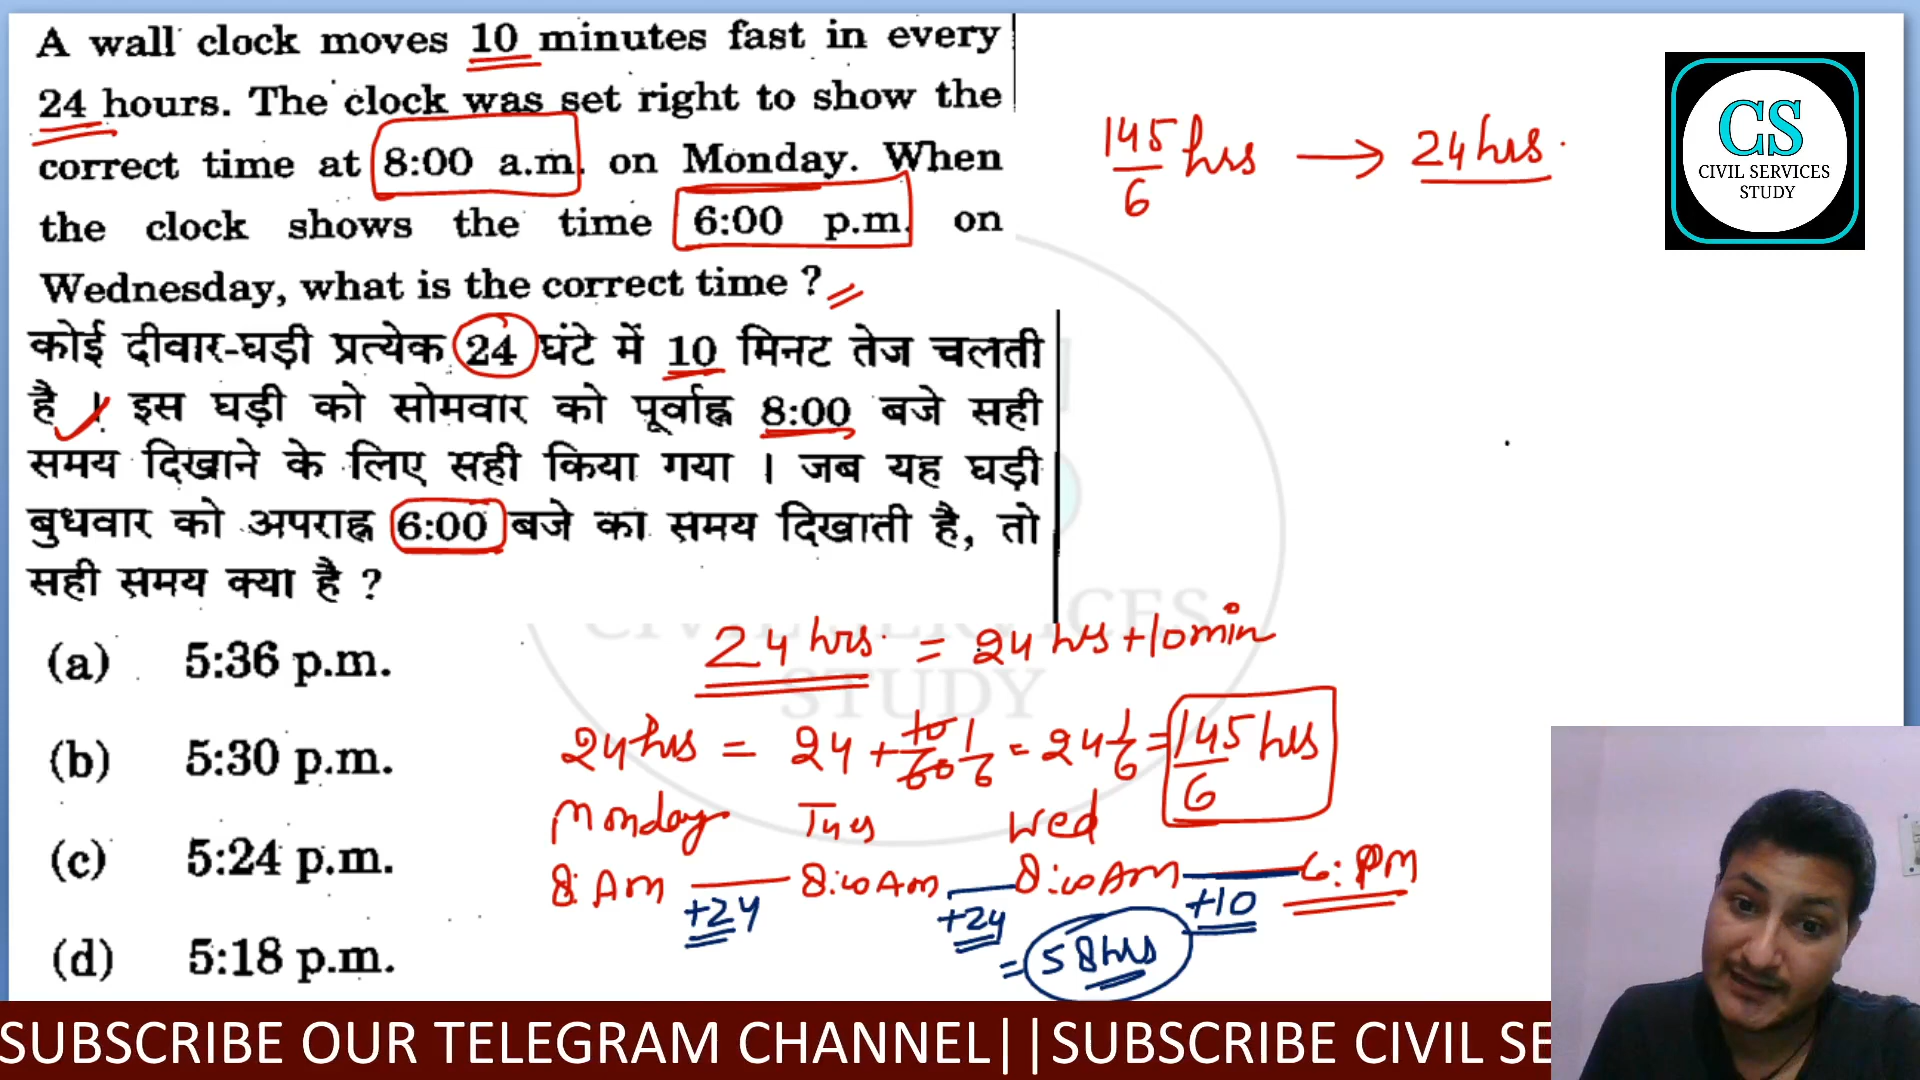 A wall clock moves 10 minutes fast in every
24 hours. The clock was set right to show the
correct time at 8:00 a.m. on Monday. When
the clock shows the time 6:00 p.m. on
Wednesday, what is the correct time ?
कोई दीवार-घड़ी प्रत्येक 24 घंटे में 10 मिनट तेज चलती
है । इस घड़ी को सोमवार को पूर्वाह्न 8:00 बजे सही
समय दिखाने के लिए सही किया गया । जब यह घड़ी
बुधवार को अपराह्न 6:00 बजे का समय दिखाती है, तो
सही समय क्या है ?
(a) 5:36 p.m.
(b) 5:30 p.m.
(c) 5:24 p.m.
(d) 5:18 p.m.
145/6 hrs → 24 hrs.
CS
CIVIL SERVICES
STUDY
24 hrs. = 24 hrs + 10 min
24 hrs = 24 + 10/60 1/6 = 24 1/6 = 145/6 hrs
Monday Tues Wed
8: AM 8:00 AM 8:00 AM 6: PM
+24 +24 +10
= 58 hrs
STUDY
SUBSCRIBE OUR TELEGRAM CHANNEL||SUBSCRIBE CIVIL SE